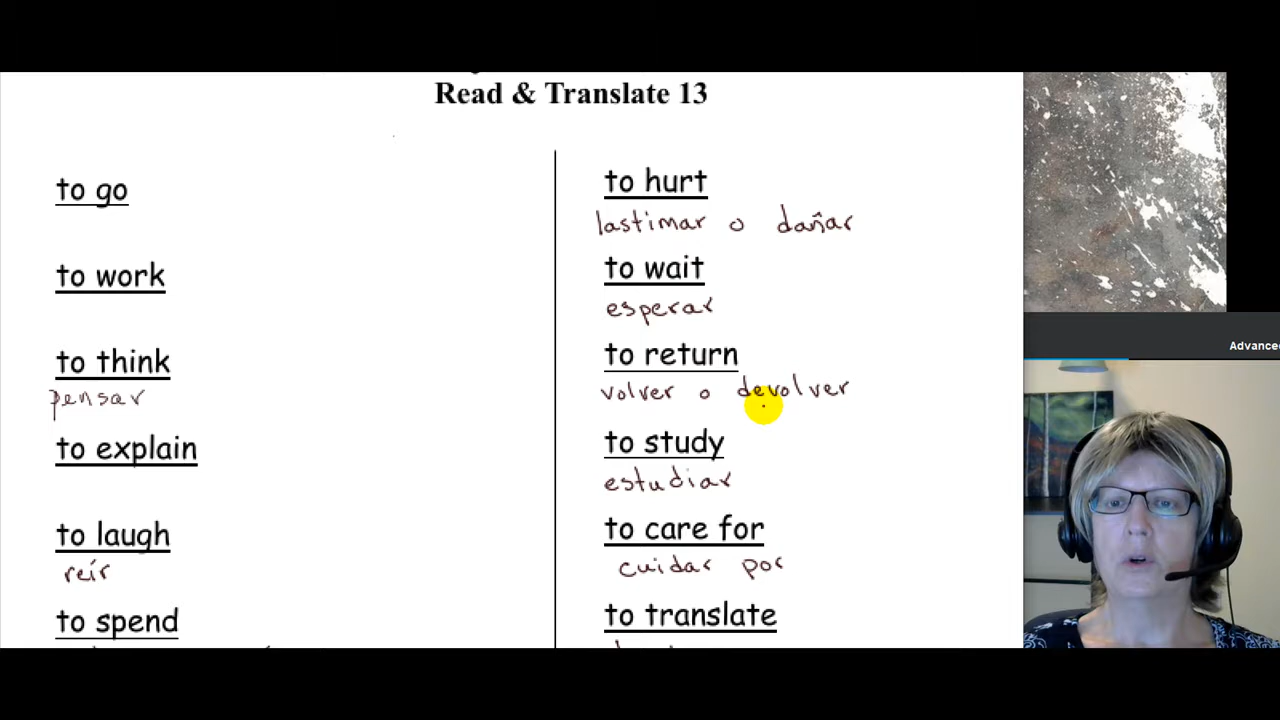 Read & Translate 13
to go
to work
to think
pensar
to explain
to laugh
reír
to spend
to hurt
lastimar o dañar
to wait
esperar
to return
volver o devolver
to study
estudiar
to care for
cuidar por
to translate
Advanced